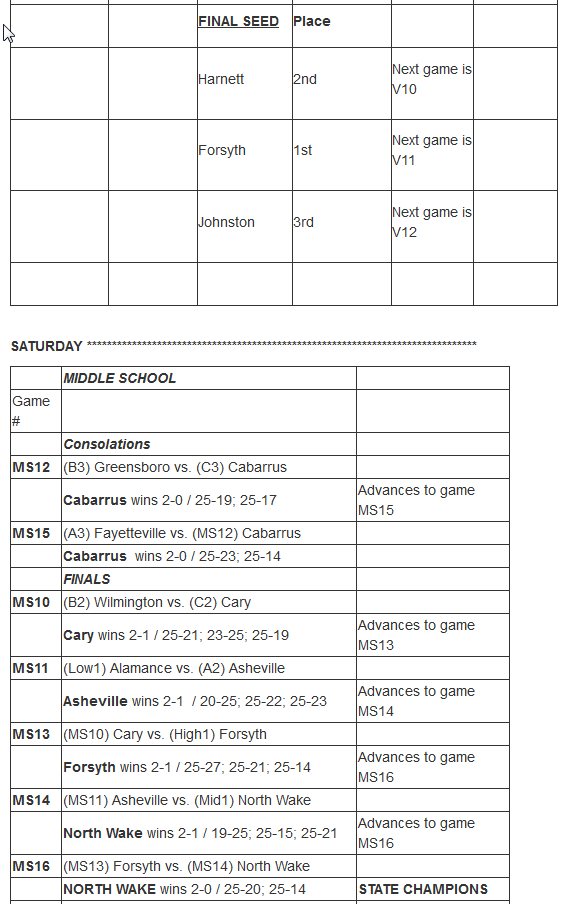 FINAL SEED Place
Harnett 2nd Next game is
V10
Forsyth 1st Next game is
V11
Johnston 3rd Next game is
V12
SATURDAY ******************************************************************************
MIDDLE SCHOOL
Game
#
Consolations
MS12 (B3) Greensboro vs. (C3) Cabarrus
Cabarrus wins 2-0 / 25-19; 25-17 Advances to game
MS15
MS15 (A3) Fayetteville vs. (MS12) Cabarrus
Cabarrus  wins 2-0 / 25-23; 25-14
FINALS
MS10 (B2) Wilmington vs. (C2) Cary
Cary wins 2-1 / 25-21; 23-25; 25-19 Advances to game
MS13
MS11 (Low1) Alamance vs. (A2) Asheville
Asheville wins 2-1  / 20-25; 25-22; 25-23 Advances to game
MS14
MS13 (MS10) Cary vs. (High1) Forsyth
Forsyth wins 2-1 / 25-27; 25-21; 25-14 Advances to game
MS16
MS14 (MS11) Asheville vs. (Mid1) North Wake
North Wake wins 2-1 / 19-25; 25-15; 25-21 Advances to game
MS16
MS16 (MS13) Forsyth vs. (MS14) North Wake
NORTH WAKE wins 2-0 / 25-20; 25-14 STATE CHAMPIONS